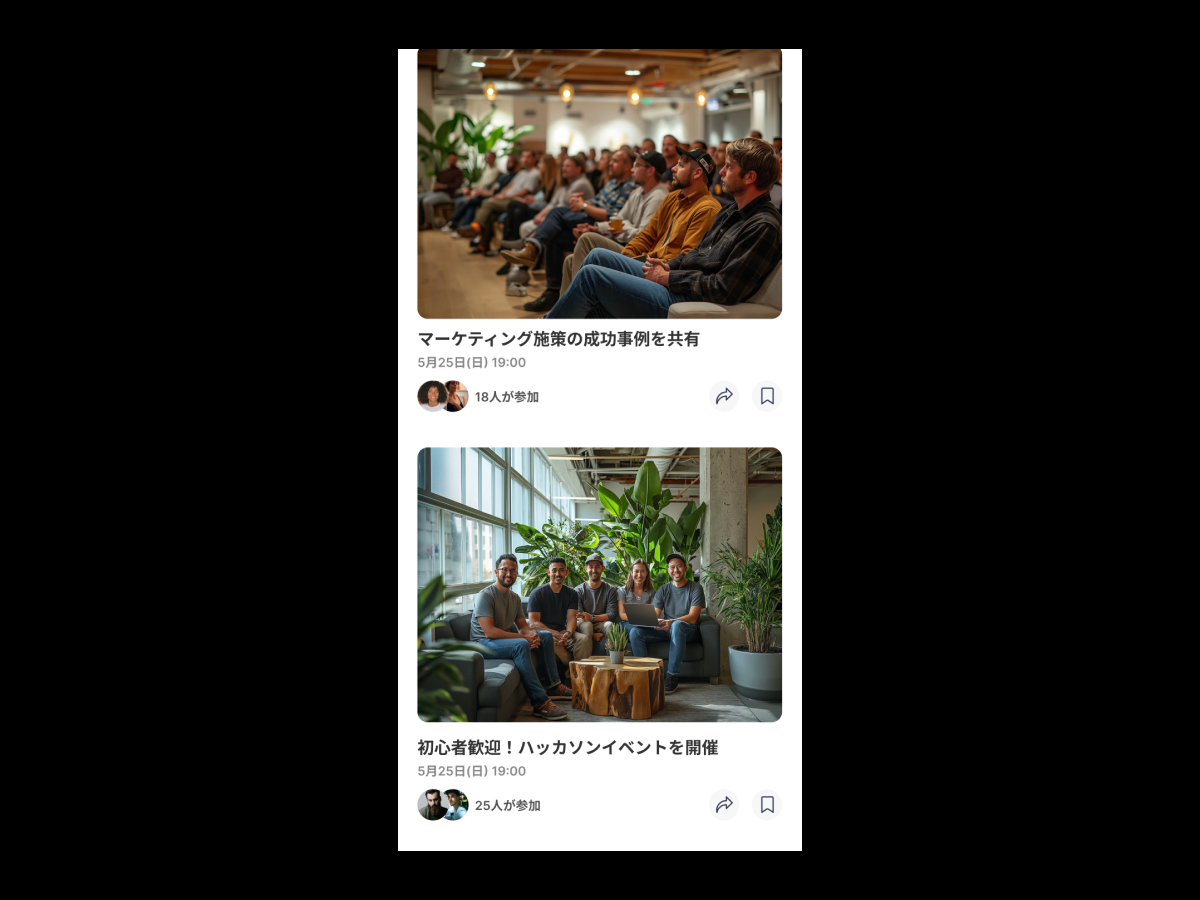 マーケティング施策の成功事例を共有
5月25日(日) 19:00
18人が参加
初心者歓迎！ハッカソンイベントを開催
5月25日(日) 19:00
25人が参加